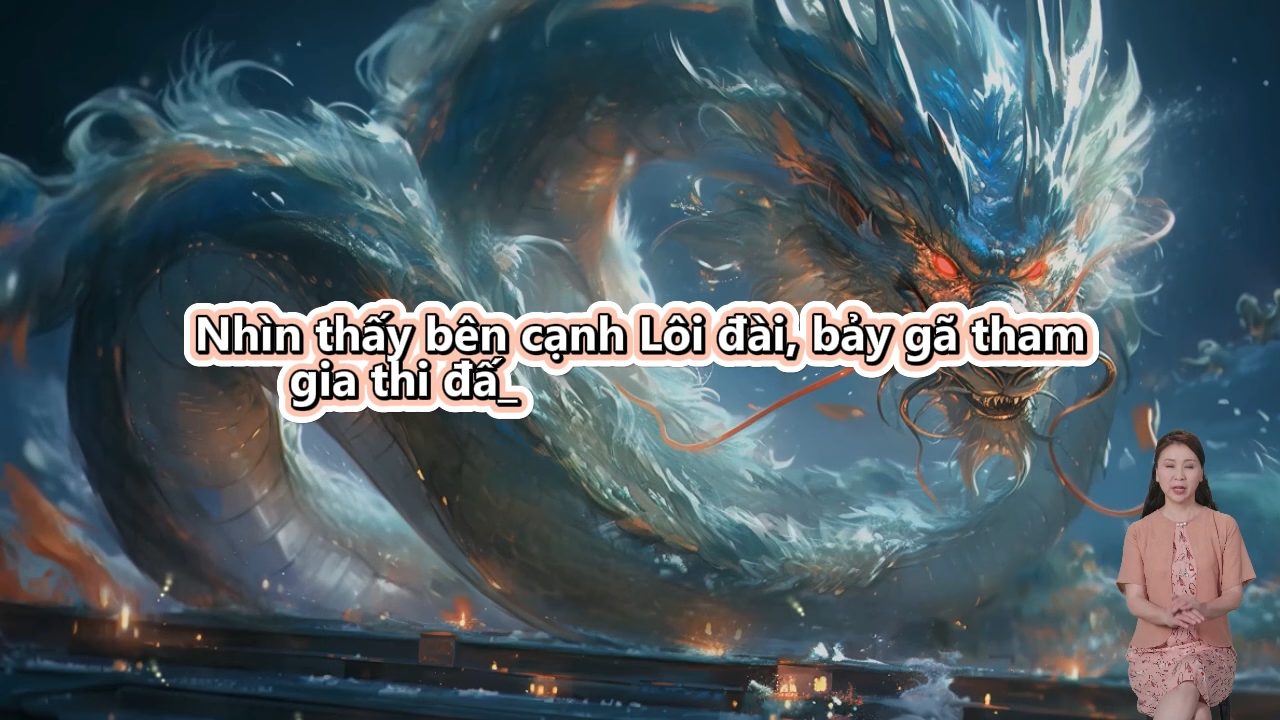 Nhìn thấy bên cạnh Lôi đài, bảy gã tham
gia thi đấ_